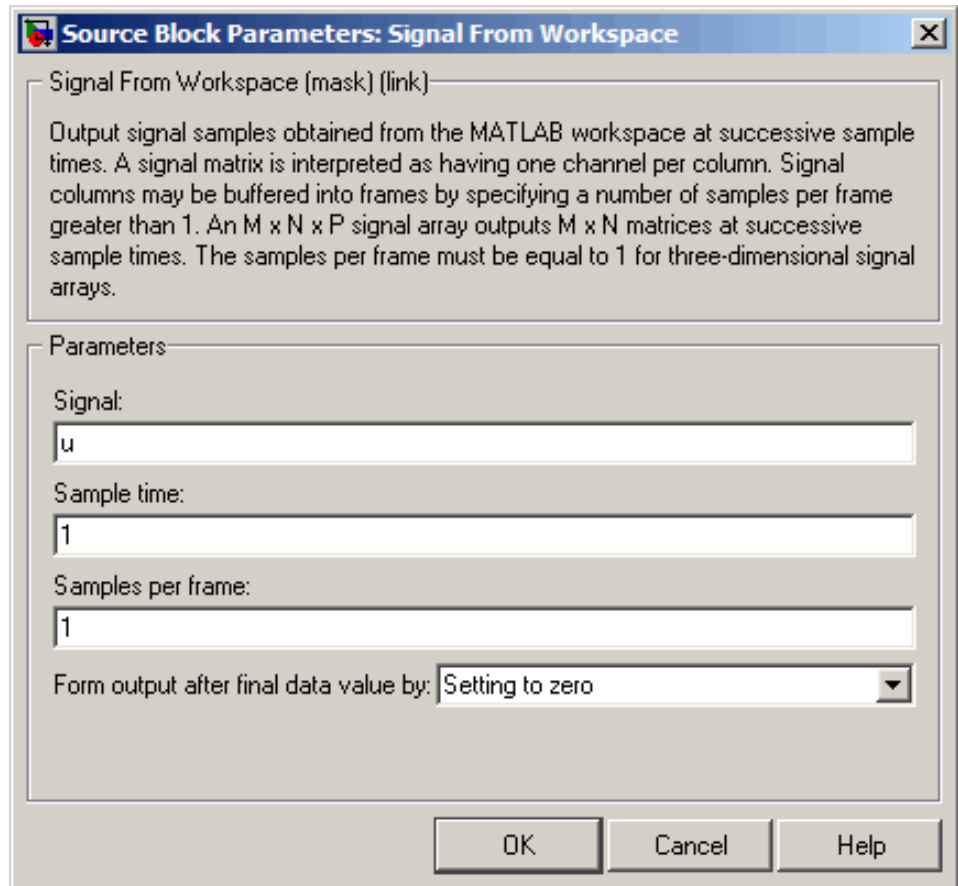 Source Block Parameters: Signal From Workspace
Signal From Workspace (mask) (link)
Output signal samples obtained from the MATLAB workspace at successive sample
times. A signal matrix is interpreted as having one channel per column. Signal
columns may be buffered into frames by specifying a number of samples per frame
greater than 1. An M x N x P signal array outputs M x N matrices at successive
sample times. The samples per frame must be equal to 1 for three-dimensional signal
arrays.
Parameters
Signal:
u
Sample time:
1
Samples per frame:
1
Form output after final data value by: Setting to zero
OK Cancel Help